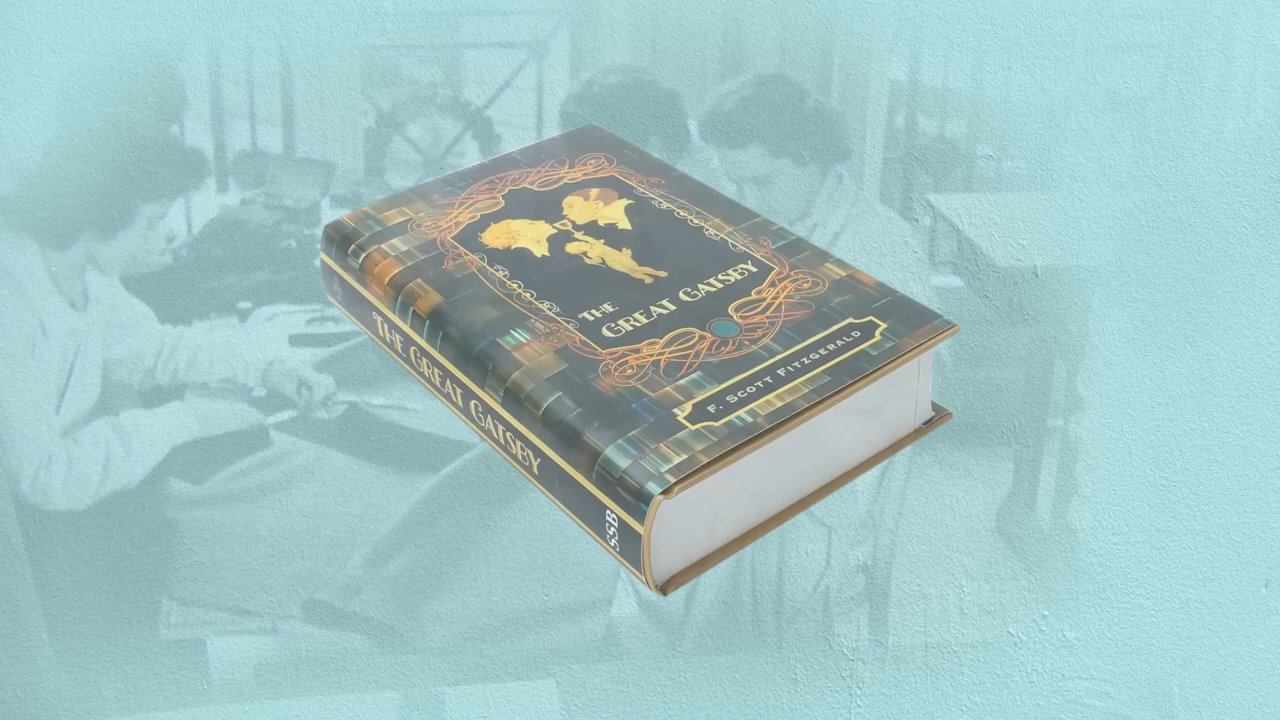 THE
GREAT GATSBY
F. SCOTT FITZGERALD
THE GREAT GATSBY
SSB